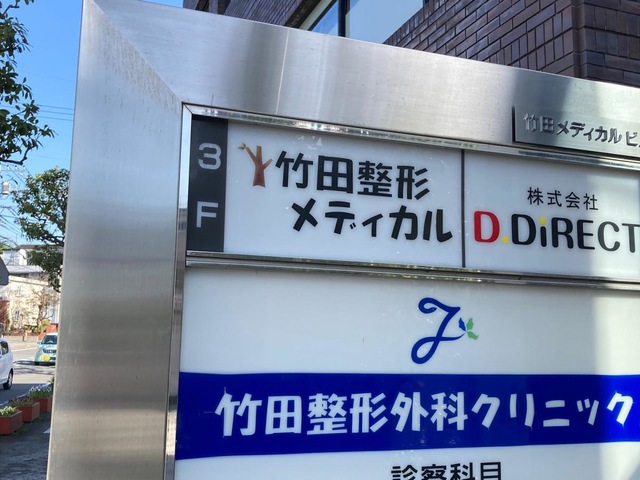 竹田メディカルビ
3F
竹田整形
メディカル
株式会社
D.DiRECT
竹田整形外科クリニック
診察科目